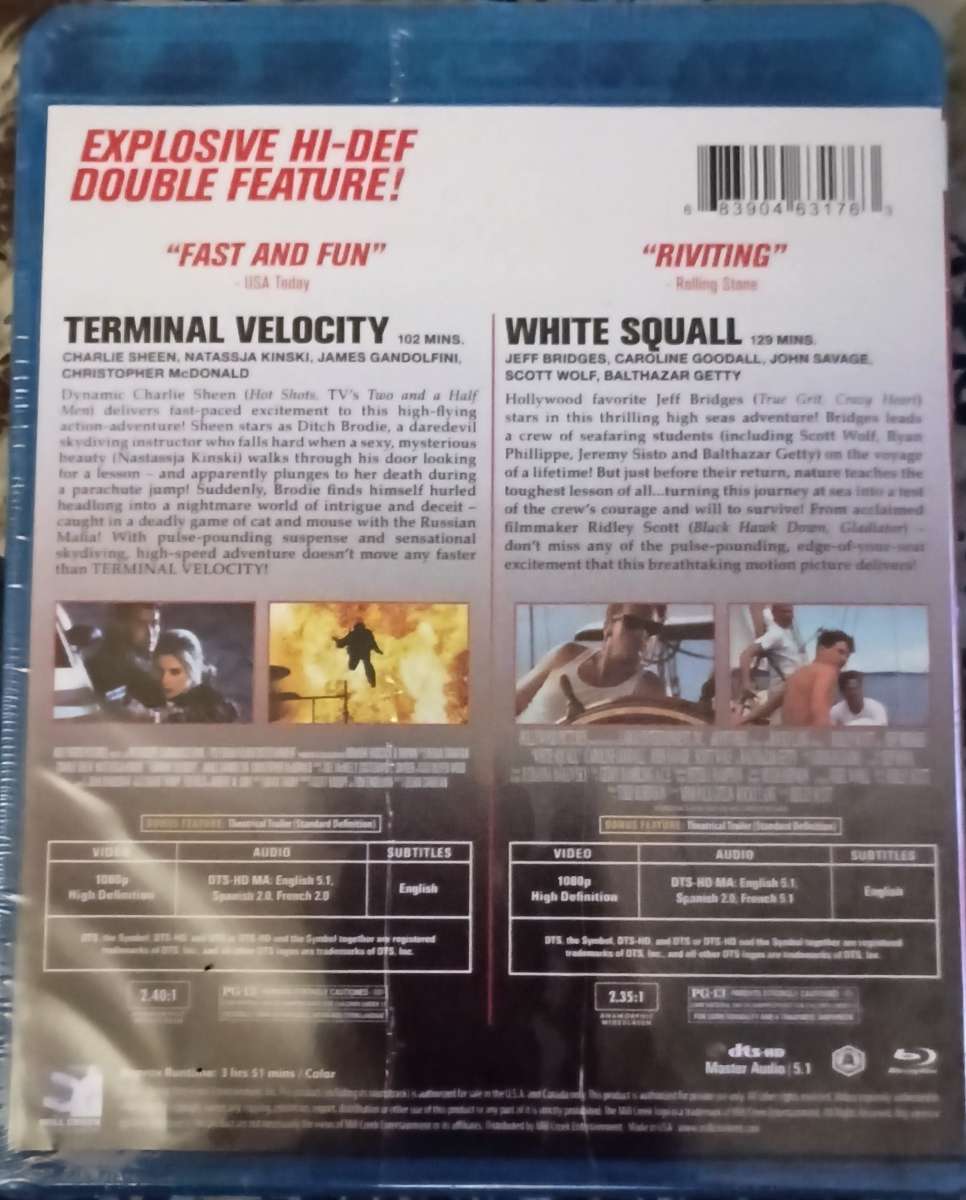 EXPLOSIVE HI-DEF
DOUBLE FEATURE!
6 83904 63176 3
"FAST AND FUN"
- USA Today
TERMINAL VELOCITY 102 MINS.
CHARLIE SHEEN, NATASSJA KINSKI, JAMES GANDOLFINI,
CHRISTOPHER McDONALD
Dynamic Charlie Sheen (Hot Shots, TV's Two and a Half
Men) delivers fast-paced excitement to this high-flying
action-adventure! Sheen stars as Ditch Brodie, a daredevil
skydiving instructor who falls hard when a sexy, mysterious
beauty (Nastassja Kinski) walks through his door looking
for a lesson – and apparently plunges to her death during
a parachute jump! Suddenly, Brodie finds himself hurled
headlong into a nightmare world of intrigue and deceit –
caught in a deadly game of cat and mouse with the Russian
Mafia! With pulse-pounding suspense and sensational
skydiving, high-speed adventure doesn't move any faster
than TERMINAL VELOCITY!
BONUS FEATURE Theatrical Trailer (Standard Definition)
VIDEO AUDIO SUBTITLES
1080p
High Definition
DTS-HD MA: English 5.1,
Spanish 2.0, French 2.0
English
DTS, the Symbol, DTS-HD and DTS or DTS-HD and the Symbol together are registered
trademarks of DTS, Inc. and all other DTS logos are trademarks of DTS, Inc.
2.40:1
PG-13 PARENTS STRONGLY CAUTIONED
"RIVITING"
- Rolling Stone
WHITE SQUALL 129 MINS.
JEFF BRIDGES, CAROLINE GOODALL, JOHN SAVAGE,
SCOTT WOLF, BALTHAZAR GETTY
Hollywood favorite Jeff Bridges (True Grit, Crazy Heart)
stars in this thrilling high seas adventure! Bridges leads
a crew of seafaring students (including Scott Wolf, Ryan
Phillippe, Jeremy Sisto and Balthazar Getty) on the voyage
of a lifetime! But just before their return, nature teaches the
toughest lesson of all...turning this journey at sea into a test
of the crew's courage and will to survive! From acclaimed
filmmaker Ridley Scott (Black Hawk Down, Gladiator) –
don't miss any of the pulse-pounding, edge-of-your-seat
excitement that this breathtaking motion picture delivers!
BONUS FEATURE Theatrical Trailer (Standard Definition)
VIDEO AUDIO SUBTITLES
1080p
High Definition
DTS-HD MA: English 5.1,
Spanish 2.0, French 5.1
English
DTS, the Symbol, DTS-HD and DTS or DTS-HD and the Symbol together are registered
trademarks of DTS, Inc., and all other DTS logos are trademarks of DTS, Inc.
2.35:1
ANAMORPHIC
WIDESCREEN
PG-13 PARENTS STRONGLY CAUTIONED
dts-HD
Master Audio | 5.1
Blu-ray Disc
MILL CREEK
Approx Runtime: 3 hrs 51 mins / Color